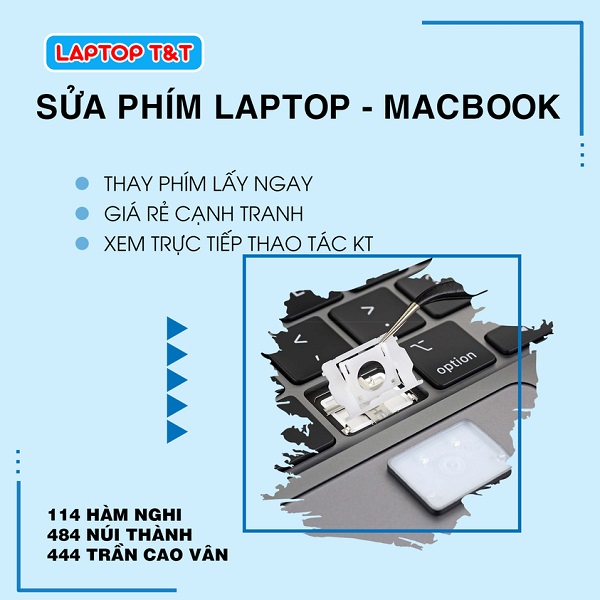 LAPTOP T&T
SỬA PHÍM LAPTOP - MACBOOK
THAY PHÍM LẤY NGAY
GIÁ RẺ CẠNH TRANH
XEM TRỰC TIẾP THAO TÁC KT
<
,
>
.
option
114 HÀM NGHI
484 NÚI THÀNH
444 TRẦN CAO VÂN